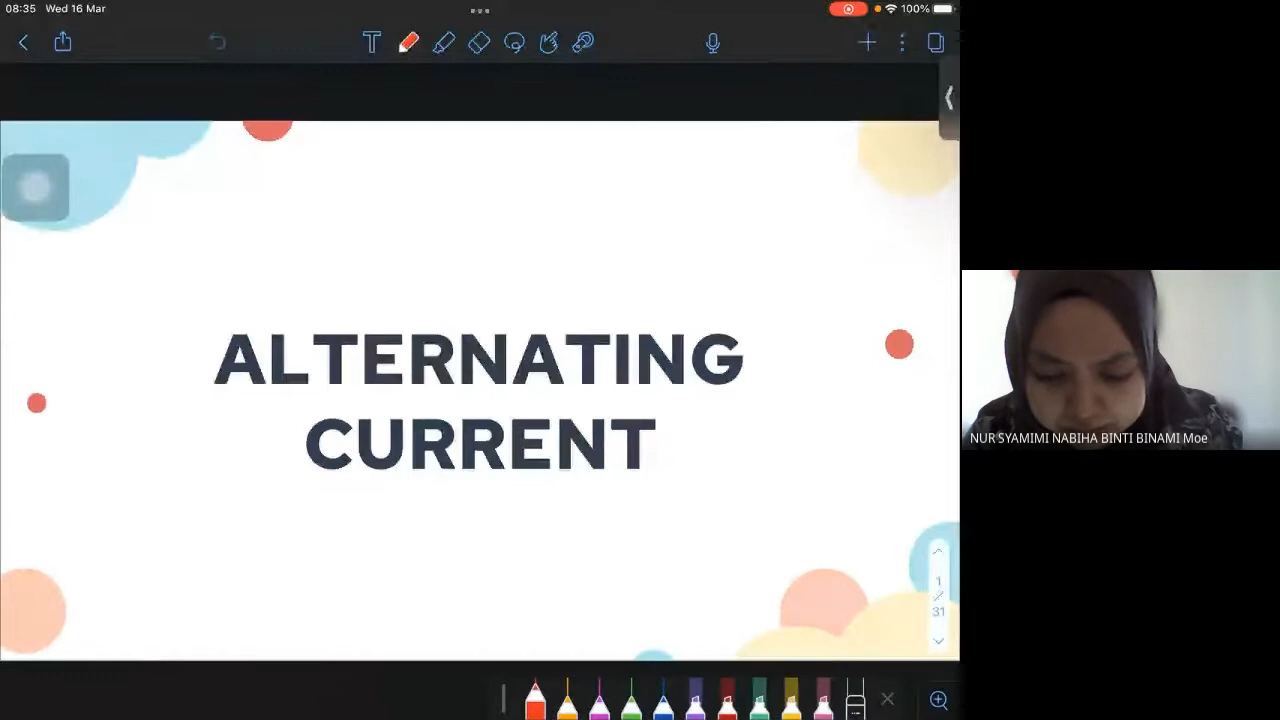 08:35 Wed 16 Mar
100%
T
ALTERNATING
CURRENT
1
31
NUR SYAMIMI NABIHA BINTI BINAMI Moe